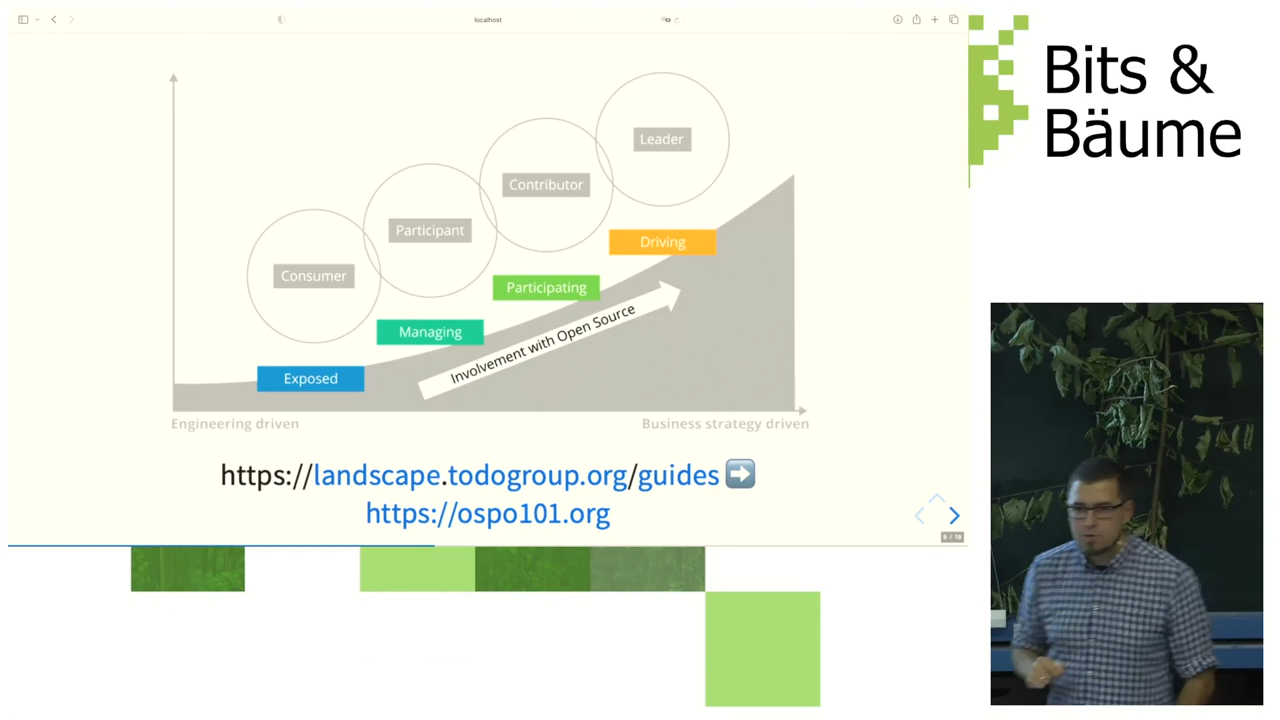 localhost
Bits &
Bäume
Leader
Contributor
Participant
Consumer
Driving
Participating
Managing
Exposed
Involvement with Open Source
Engineering driven
Business strategy driven
https://landscape.todogroup.org/guides ➡
https://ospo101.org